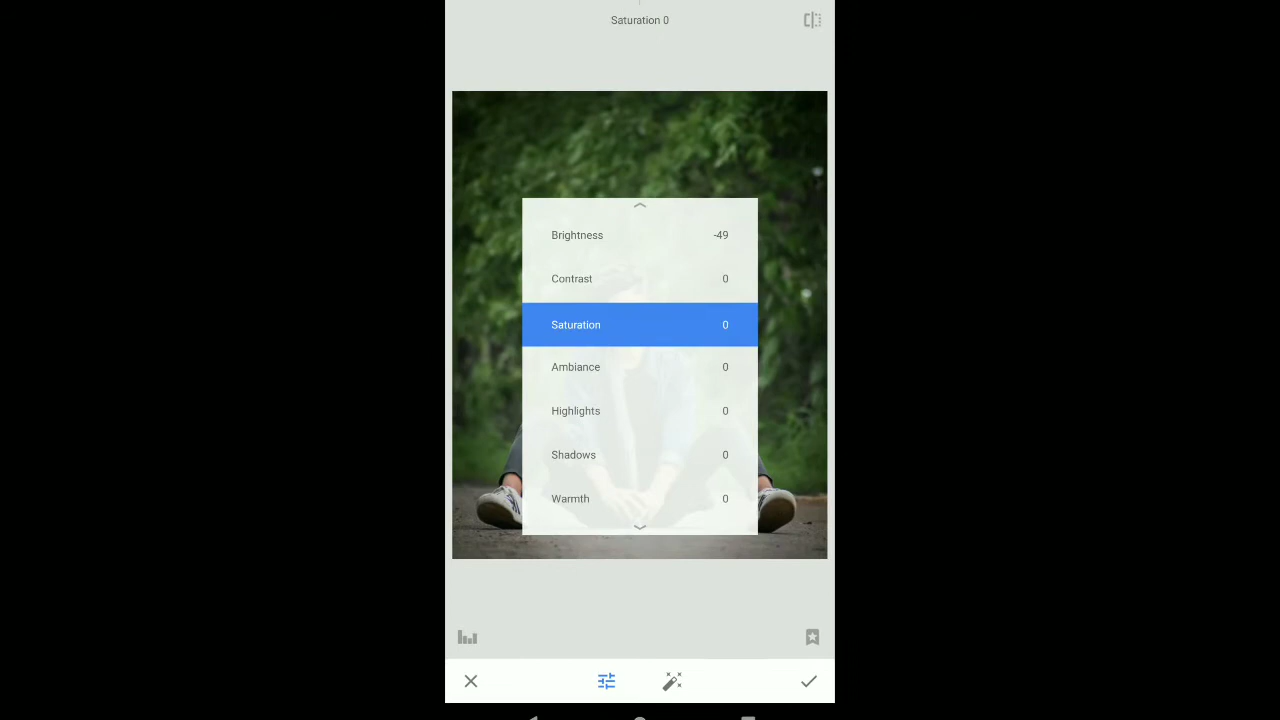 Saturation 0
Brightness -49
Contrast 0
Saturation 0
Ambiance 0
Highlights 0
Shadows 0
Warmth 0